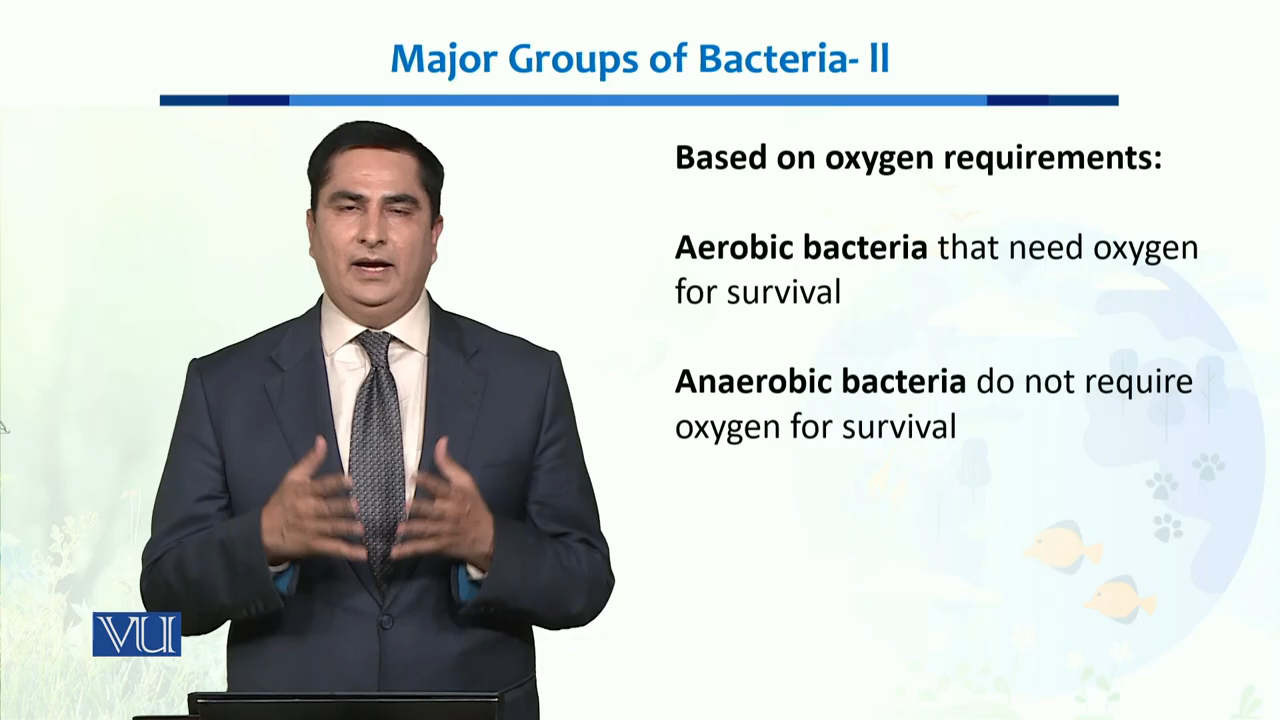 Major Groups of Bacteria- ll
Based on oxygen requirements:
Aerobic bacteria that need oxygen
for survival
Anaerobic bacteria do not require
oxygen for survival
VU